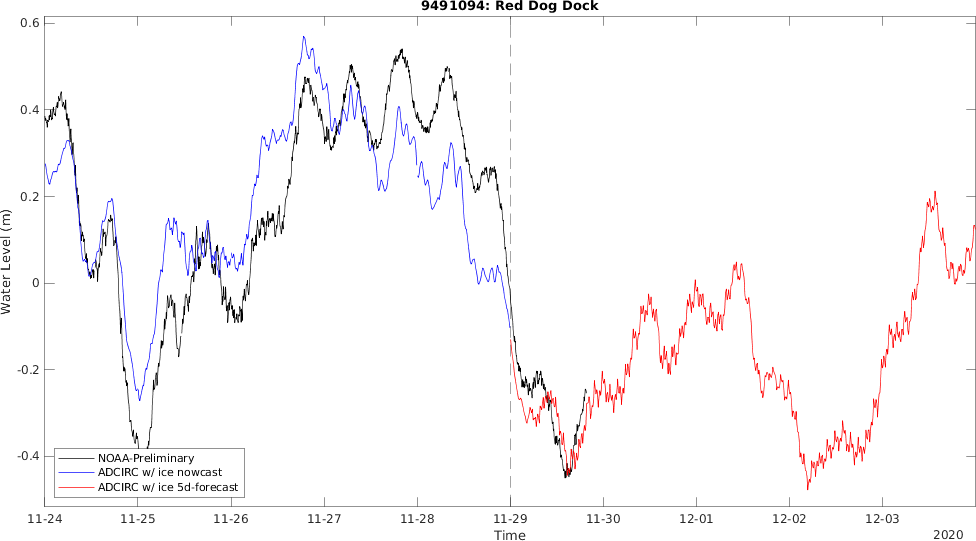 9491094: Red Dog Dock
0.6
0.4
0.2
0
-0.2
-0.4
Water Level (m)
NOAA-Preliminary
ADCIRC w/ ice nowcast
ADCIRC w/ ice 5d-forecast
11-24 11-25 11-26 11-27 11-28 11-29 11-30 12-01 12-02 12-03
Time
2020